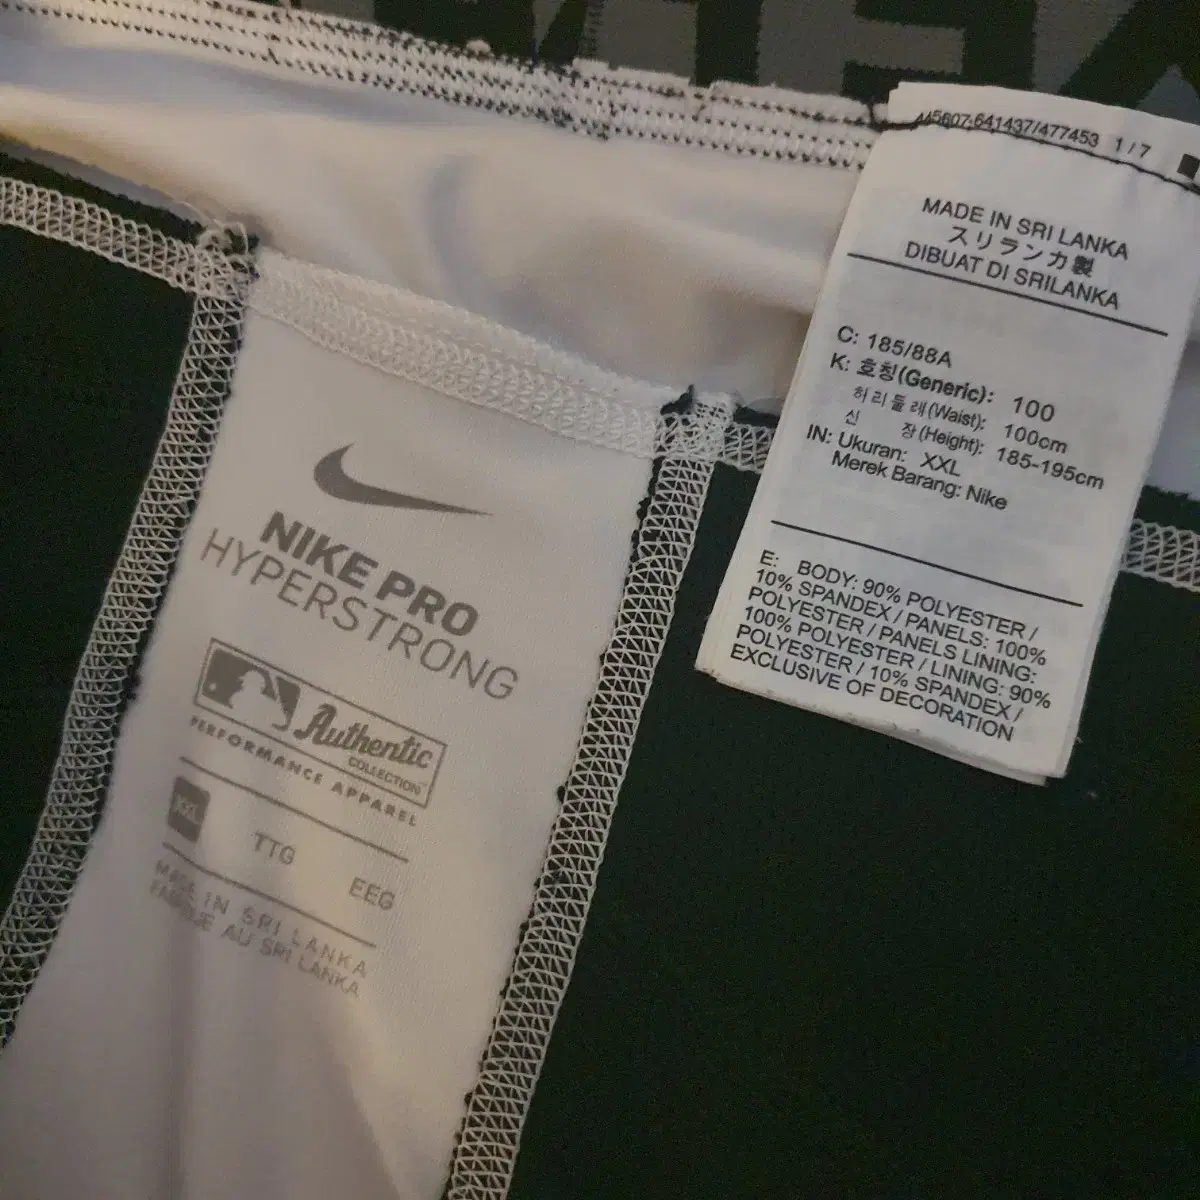 445607-641437/477453 1/7
MADE IN SRI LANKA
スリランカ製
DIBUAT DI SRILANKA
C: 185/88A
K: 호칭(Generic): 100
허리둘레(Waist): 100cm
신 장(Height): 185-195cm
IN: Ukuran: XXL
Merek Barang: Nike
E: BODY: 90% POLYESTER /
10% SPANDEX / PANELS: 100%
POLYESTER / PANELS LINING:
100% POLYESTER / LINING: 90%
POLYESTER / 10% SPANDEX /
EXCLUSIVE OF DECORATION
NIKE PRO
HYPERSTRONG
Authentic
COLLECTION™
PERFORMANCE APPAREL
XXL TTG EEG
MADE IN SRI LANKA
FABRIQUÉ AU SRI LANKA